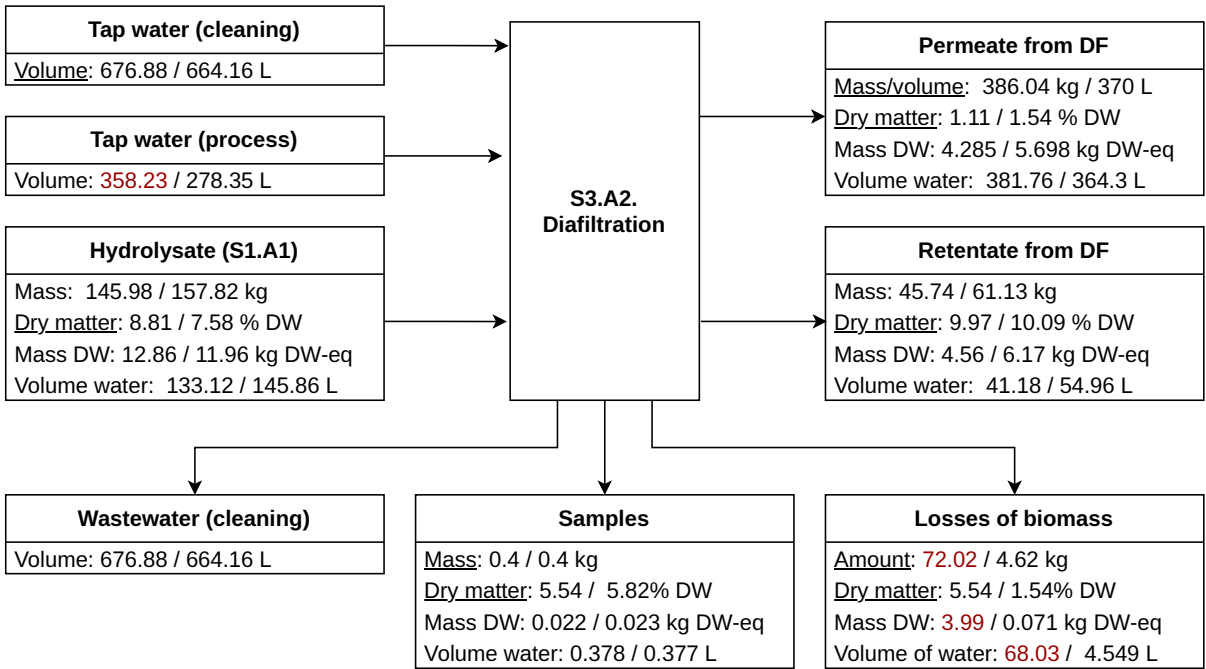 Tap water (cleaning)
Volume: 676.88 / 664.16 L
Tap water (process)
Volume: 358.23 / 278.35 L
Hydrolysate (S1.A1)
Mass: 145.98 / 157.82 kg
Dry matter: 8.81 / 7.58 % DW
Mass DW: 12.86 / 11.96 kg DW-eq
Volume water: 133.12 / 145.86 L
S3.A2.
Diafiltration
Permeate from DF
Mass/volume: 386.04 kg / 370 L
Dry matter: 1.11 / 1.54 % DW
Mass DW: 4.285 / 5.698 kg DW-eq
Volume water: 381.76 / 364.3 L
Retentate from DF
Mass: 45.74 / 61.13 kg
Dry matter: 9.97 / 10.09 % DW
Mass DW: 4.56 / 6.17 kg DW-eq
Volume water: 41.18 / 54.96 L
Wastewater (cleaning)
Volume: 676.88 / 664.16 L
Samples
Mass: 0.4 / 0.4 kg
Dry matter: 5.54 / 5.82% DW
Mass DW: 0.022 / 0.023 kg DW-eq
Volume water: 0.378 / 0.377 L
Losses of biomass
Amount: 72.02 / 4.62 kg
Dry matter: 5.54 / 1.54% DW
Mass DW: 3.99 / 0.071 kg DW-eq
Volume of water: 68.03 / 4.549 L